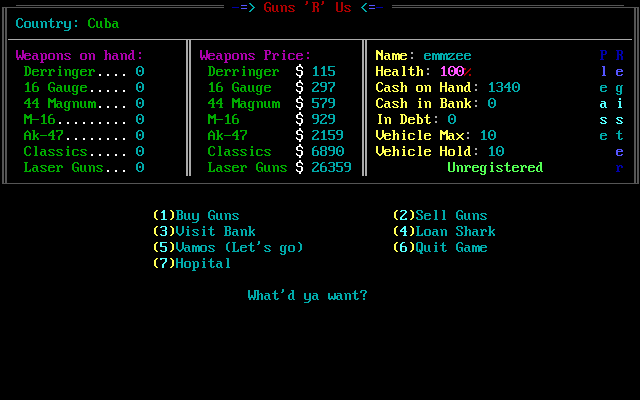 => Guns 'R' Us <=
Country: Cuba
Weapons on hand:
Derringer.... 0
16 Gauge..... 0
44 Magnum.... 0
M-16......... 0
Ak-47........ 0
Classics..... 0
Laser Guns... 0
Weapons Price:
Derringer $ 115
16 Gauge $ 297
44 Magnum $ 579
M-16 $ 929
Ak-47 $ 2159
Classics $ 6890
Laser Guns $ 26359
Name: emmzee
Health: 100%
Cash on Hand: 1340
Cash in Bank: 0
In Debt: 0
Vehicle Max: 10
Vehicle Hold: 10
Unregistered
Please
Register
(1)Buy Guns
(2)Sell Guns
(3)Visit Bank
(4)Loan Shark
(5)Vamos (Let's go)
(6)Quit Game
(7)Hopital
What'd ya want?